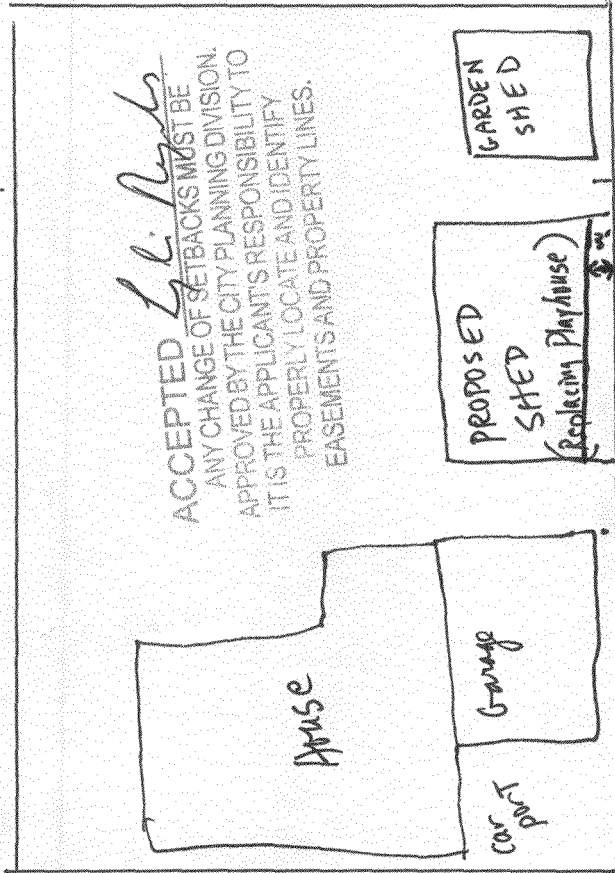 ACCEPTED
ANY CHANGE OF SETBACKS MUST BE
APPROVED BY THE CITY PLANNING DIVISION.
IT IS THE APPLICANTS RESPONSIBILITY TO
PROPERLY LOCATE AND IDENTIFY
EASEMENTS AND PROPERTY LINES.
House
Garage
car
port
PROPOSED
SHED
(Replacing Playhouse)
GARDEN
SHED